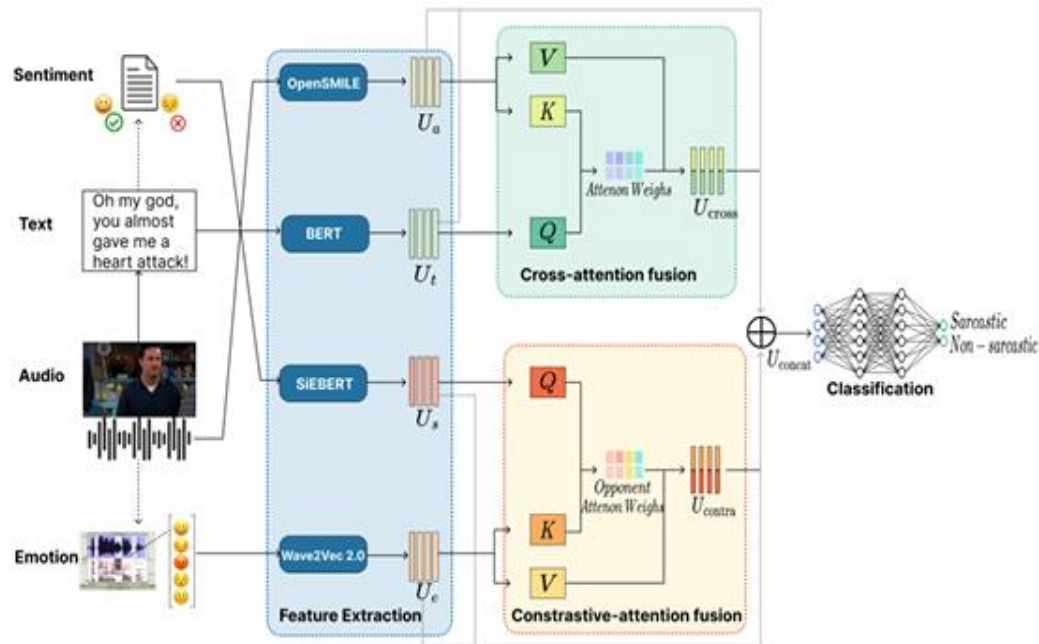 Sentiment
OpenSMILE
U_a
V
K
Attenon Weighs
U_cross
Text
Oh my god,
you almost
gave me a
heart attack!
BERT
U_t
Q
Cross-attention fusion
Audio
SiEBERT
U_s
Q
Opponent
Attenon Weighs
U_contra
U_concat
Sarcastic
Non-sarcastic
Classification
Emotion
Wave2Vec 2.0
U_e
K
V
Feature Extraction
Constrastive-attention fusion